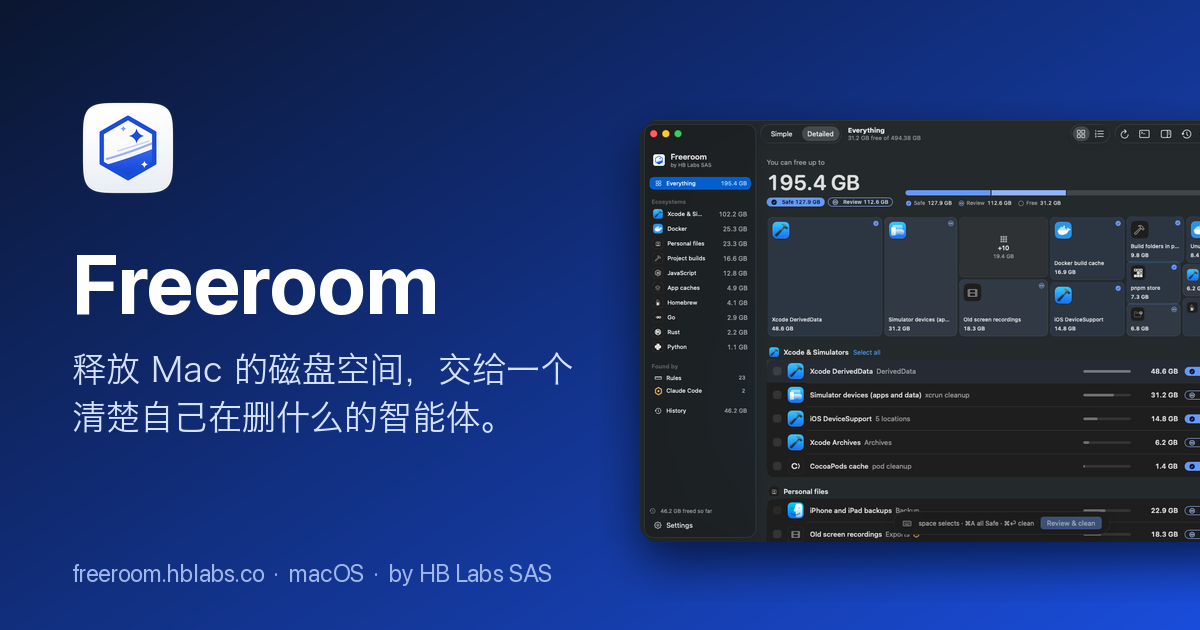 Freeroom
释放 Mac 的磁盘空间，交给一个
清楚自己在删什么的智能体。
freeroom.hblabs.co · macOS · by HB Labs SAS
Freeroom
by HB Labs SAS
Everything 195.4 GB
Ecosystems
Xcode & Si... 102.2 GB
Docker 25.3 GB
Personal files 23.3 GB
Project builds 16.6 GB
JavaScript 12.8 GB
App caches 4.9 GB
Homebrew 4.1 GB
Go 2.9 GB
Rust 2.2 GB
Python 1.1 GB
Found by
Rules 23
Claude Code 2
History 46.2 GB
46.2 GB freed so far
Settings
Simple Detailed
Everything
31.2 GB free of 494.38 GB
You can free up to
195.4 GB
Safe 127.9 GB Review 112.6 GB
Safe 127.9 GB Review 112.6 GB Free 31.2 GB
Xcode DerivedData
48.6 GB
Simulator devices (ap...
31.2 GB
+10
19.4 GB
Old screen recordings
18.3 GB
Docker build cache
16.9 GB
iOS DeviceSupport
14.8 GB
Build folders in p...
9.8 GB
pnpm store
7.3 GB
6.8 GB
8.4
6.2
Xcode & Simulators Select all
Xcode DerivedData DerivedData 48.6 GB
Simulator devices (apps and data) xcrun cleanup 31.2 GB
iOS DeviceSupport 5 locations 14.8 GB
Xcode Archives Archives 6.2 GB
CocoaPods cache pod cleanup 1.4 GB
Personal files
iPhone and iPad backups Backup 22.9 GB
space selects · ⌘A all Safe · ⌘⏎ clean Review & clean
Old screen recordings Exports 18.3 GB